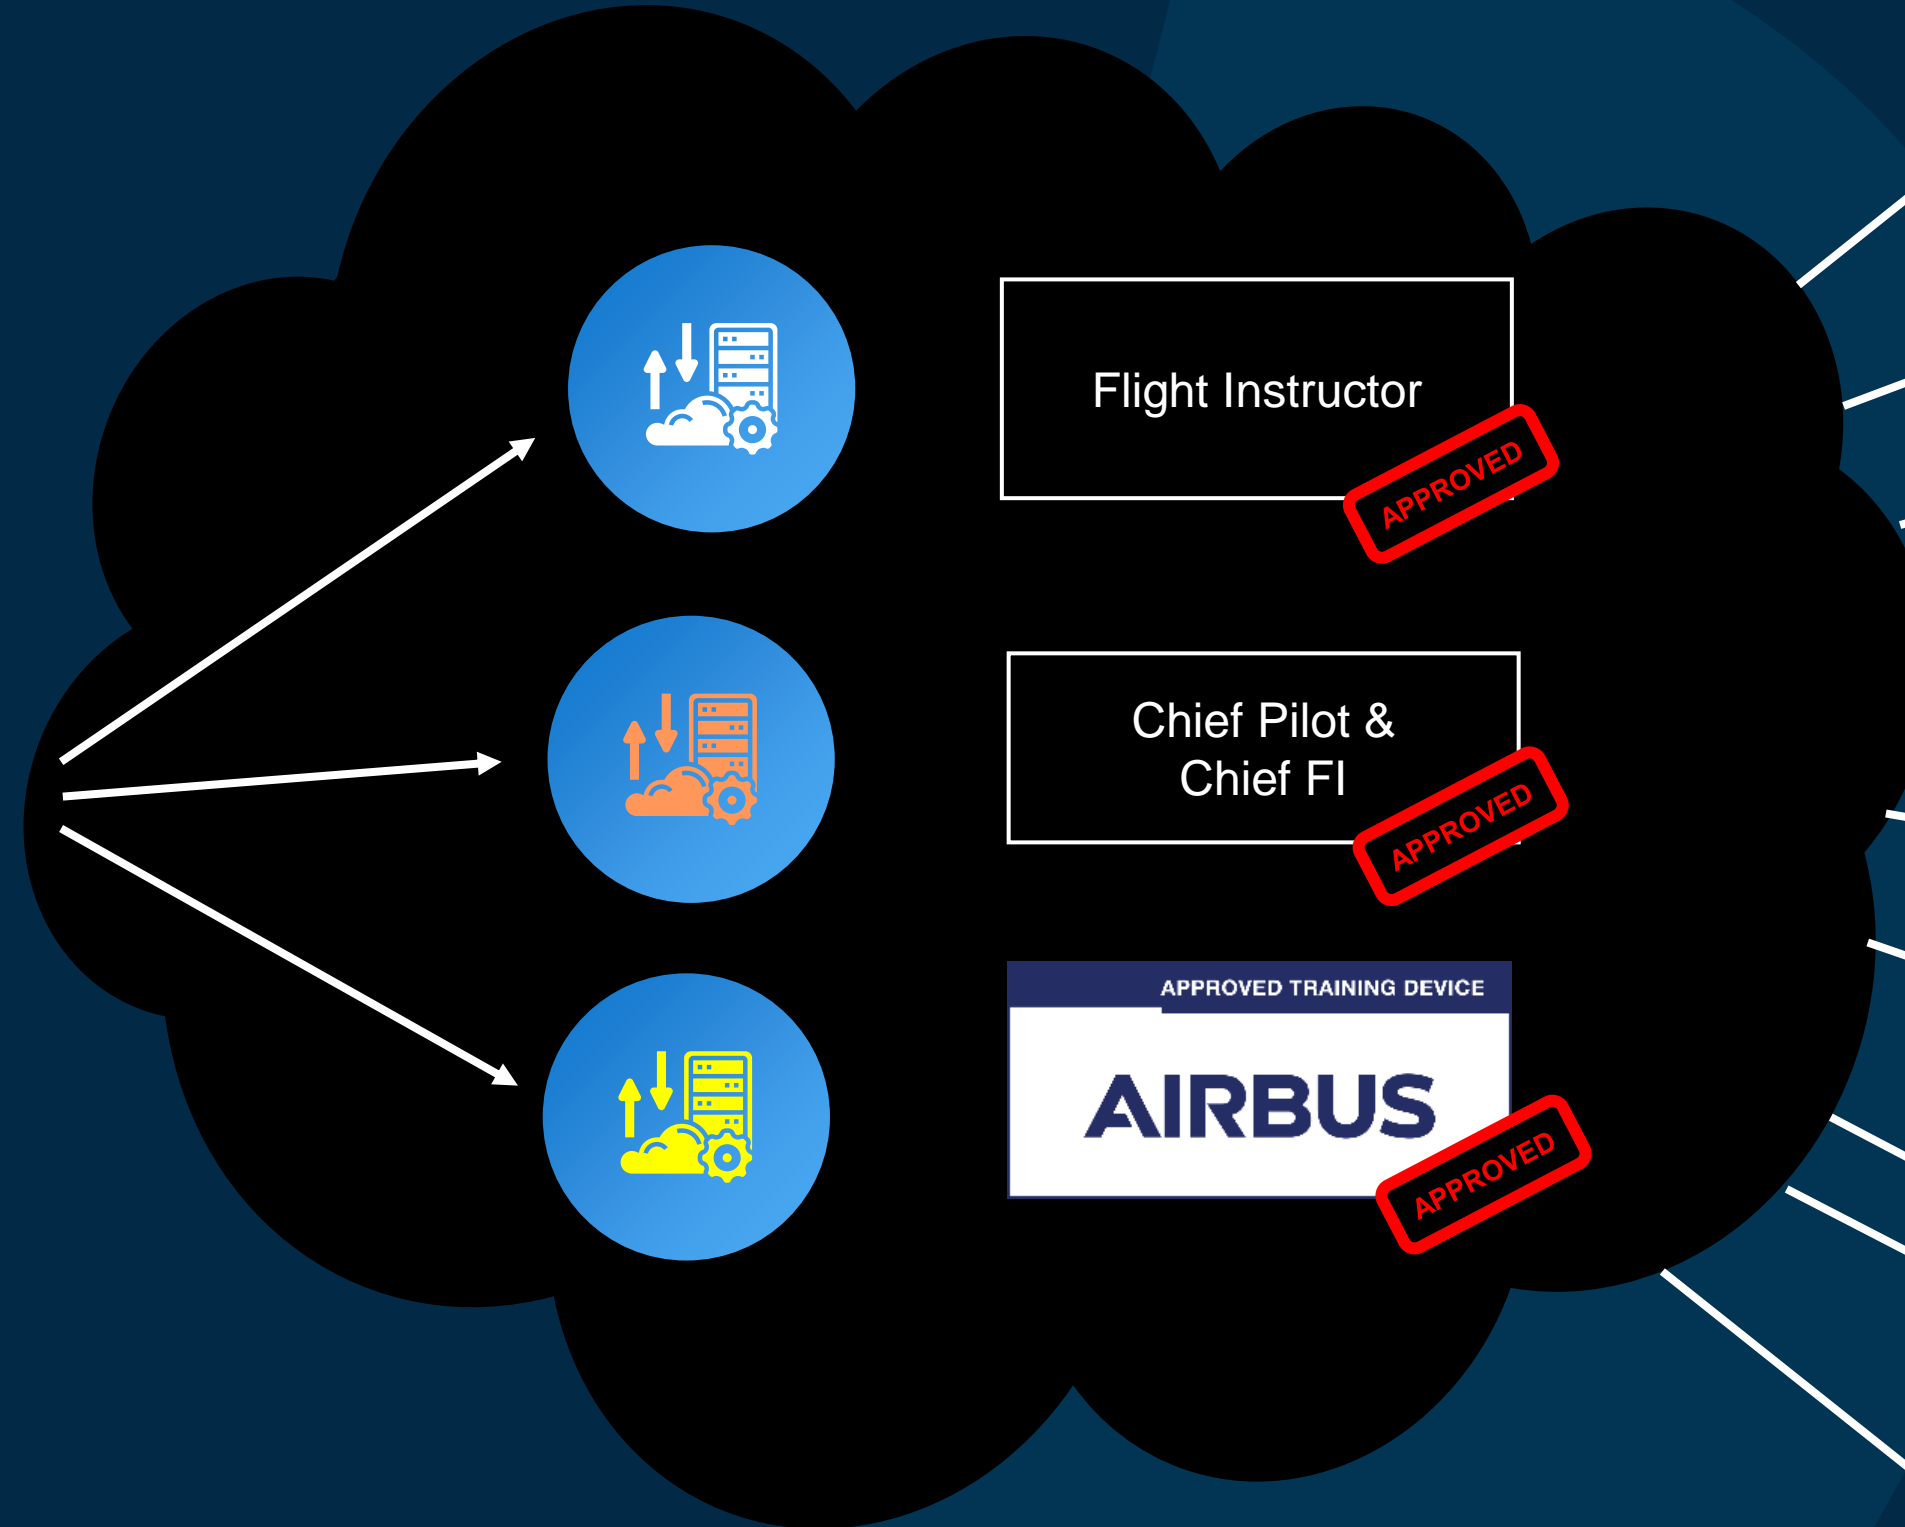 Flight Instructor
APPROVED
Chief Pilot &
Chief FI
APPROVED
APPROVED TRAINING DEVICE
AIRBUS
APPROVED